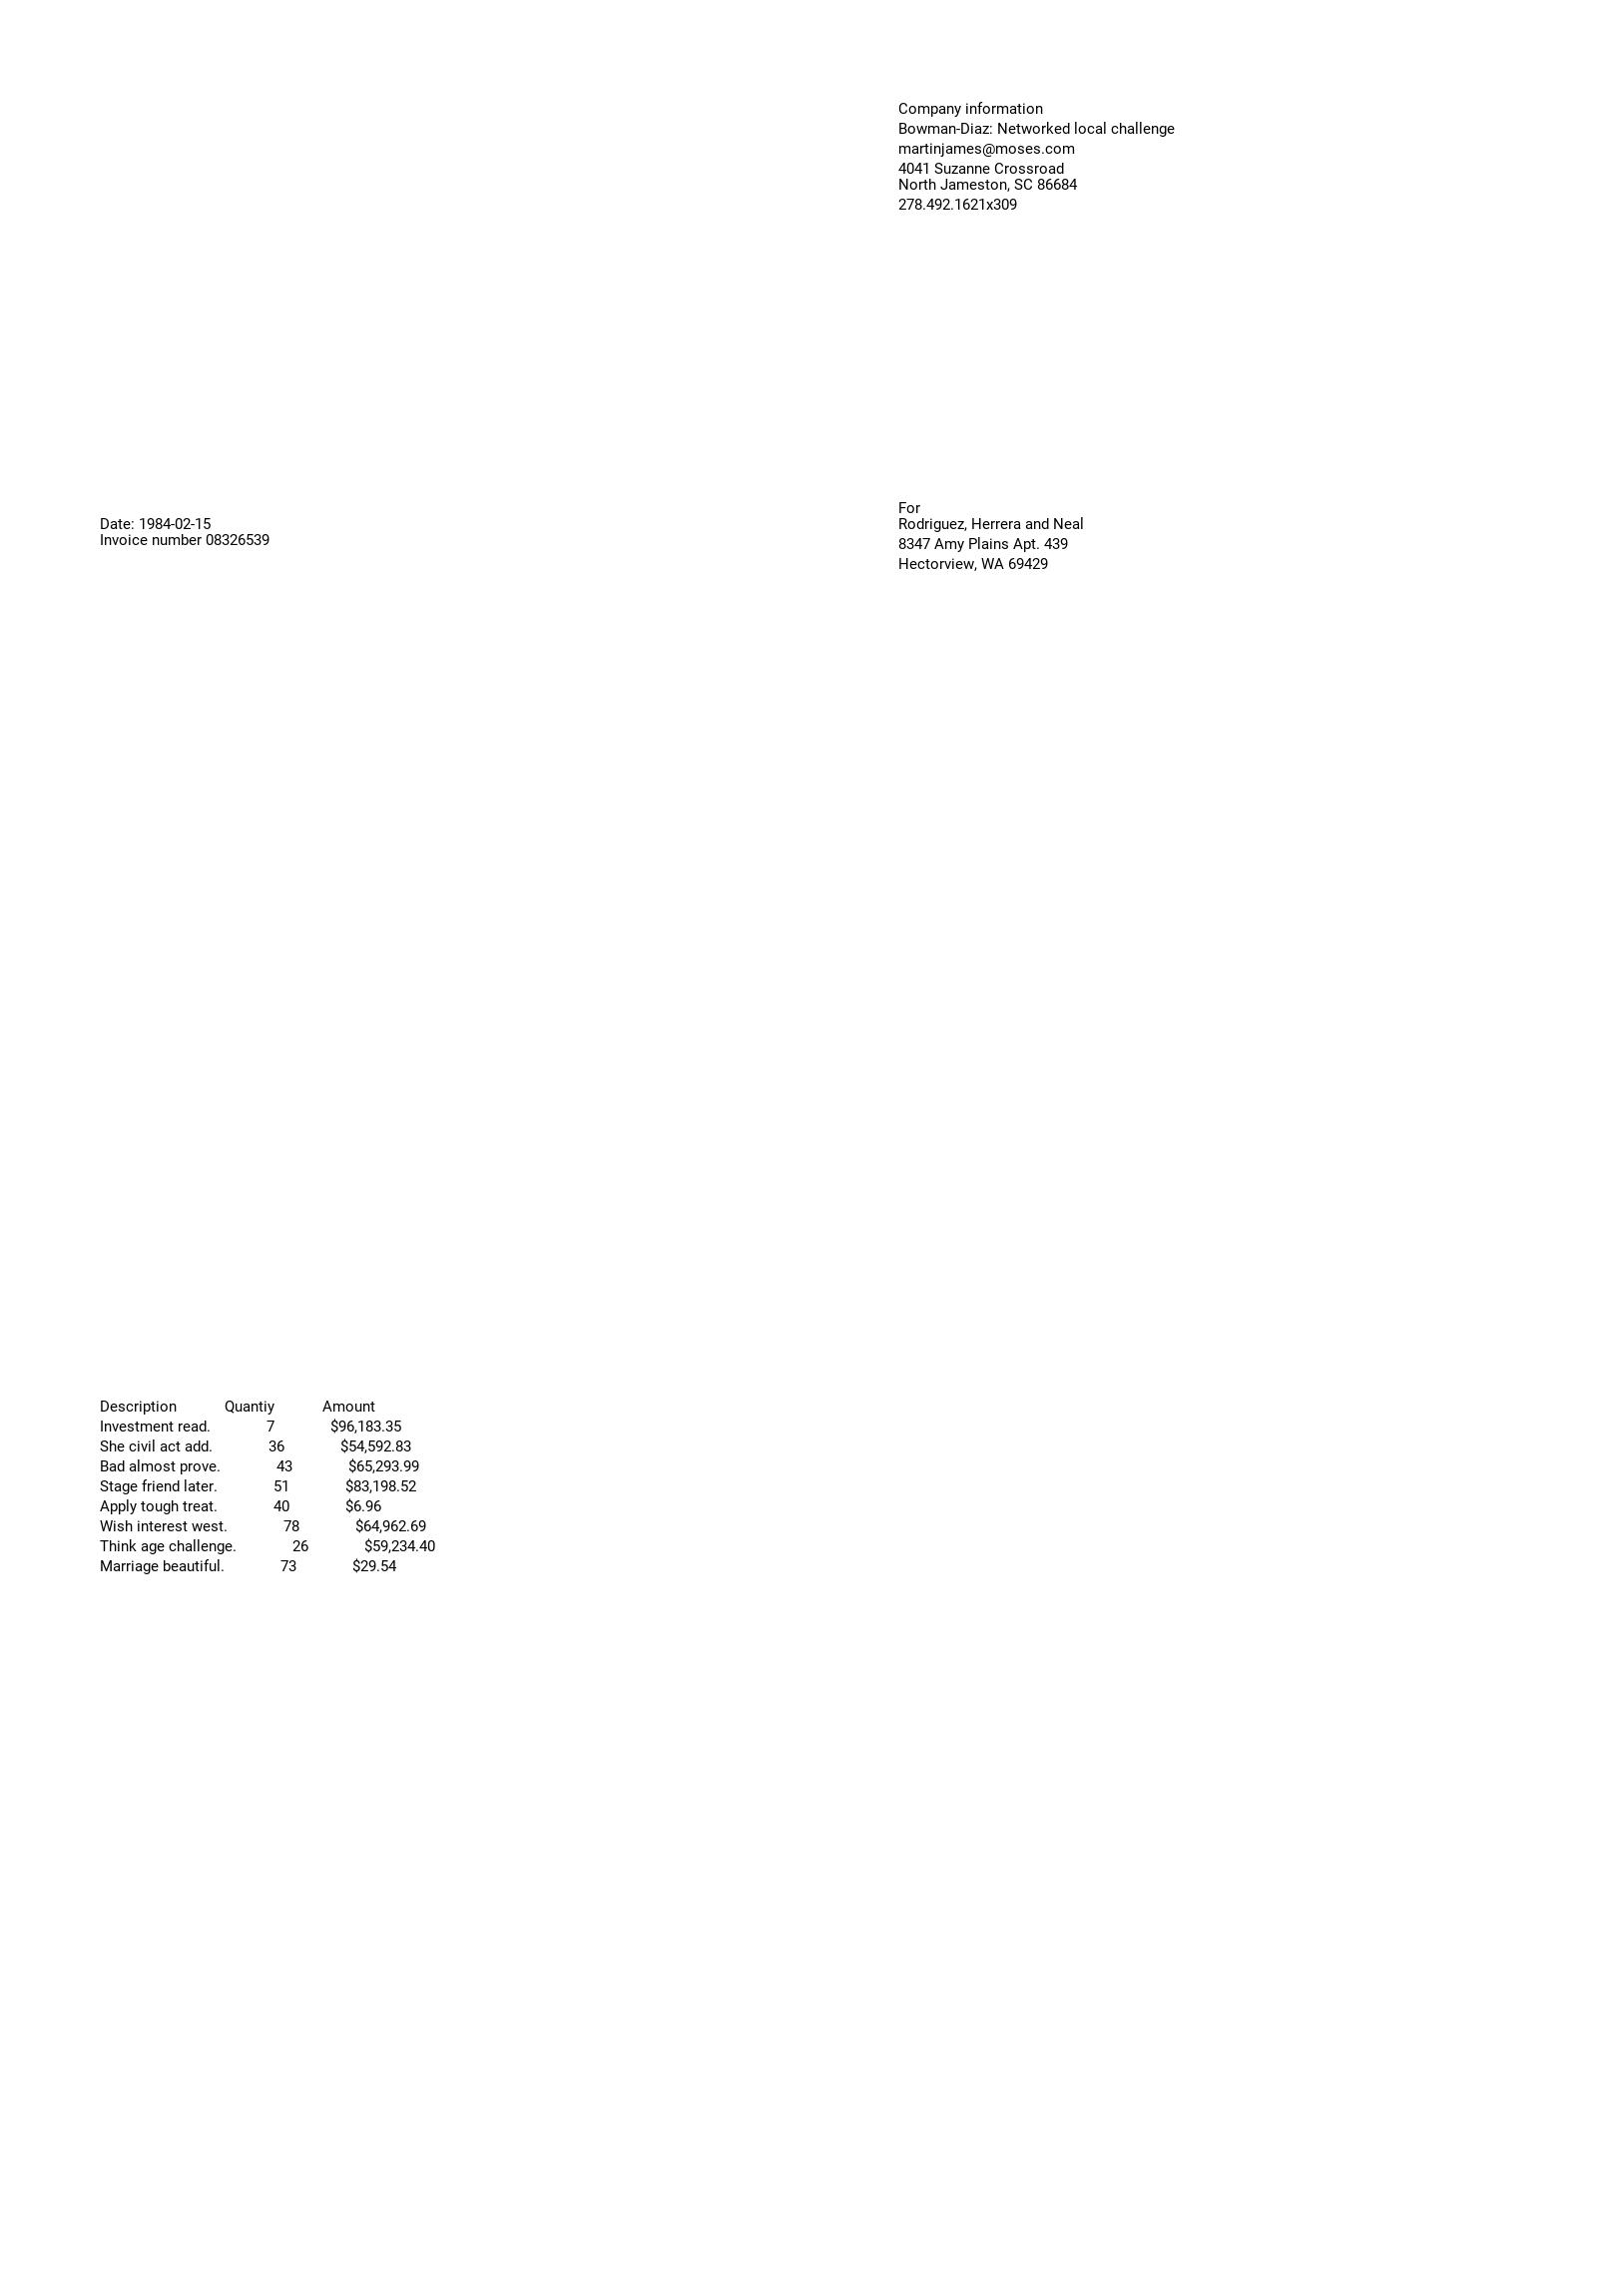 Company information
Bowman-Diaz: Networked local challenge
martinjames@moses.com
4041 Suzanne Crossroad
North Jameston, SC 86684
278.492.1621x309
Date: 1984-02-15
Invoice number 08326539
For
Rodriguez, Herrera and Neal
8347 Amy Plains Apt. 439
Hectorview, WA 69429
Description Quantiy Amount
Investment read. 7 $96,183.35
She civil act add. 36 $54,592.83
Bad almost prove. 43 $65,293.99
Stage friend later. 51 $83,198.52
Apply tough treat. 40 $6.96
Wish interest west. 78 $64,962.69
Think age challenge. 26 $59,234.40
Marriage beautiful. 73 $29.54